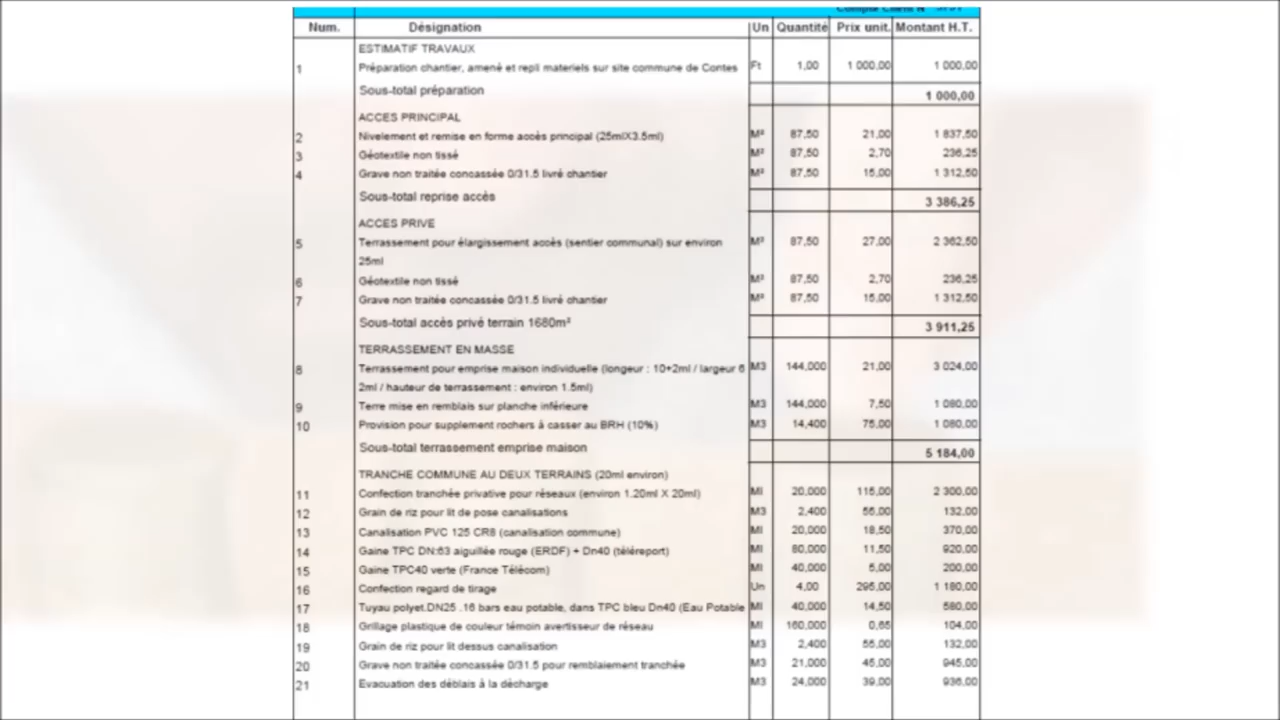 Compte Client N° 3731
Num. Désignation Un Quantité Prix unit. Montant H.T.
ESTIMATIF TRAVAUX
1 Préparation chantier, amené et repli materiels sur site commune de Contes Ft 1,00 1 000,00 1 000,00
Sous-total préparation 1 000,00
ACCES PRINCIPAL
2 Nivelement et remise en forme accès principal (25mlX3.5ml) M² 87,50 21,00 1 837,50
3 Géotextile non tissé M² 87,50 2,70 236,25
4 Grave non traitée concassée 0/31.5 livré chantier M² 87,50 15,00 1 312,50
Sous-total reprise accès 3 386,25
ACCES PRIVE
5 Terrassement pour élargissement accès (sentier communal) sur environ M² 87,50 27,00 2 362,50
25ml
6 Géotextile non tissé M² 87,50 2,70 236,25
7 Grave non traitée concassée 0/31.5 livré chantier M² 87,50 15,00 1 312,50
Sous-total accès privé terrain 1680m² 3 911,25
TERRASSEMENT EN MASSE
8 Terrassement pour emprise maison individuelle (longeur : 10+2ml / largeur 6 M3 144,000 21,00 3 024,00
2ml / hauteur de terrassement : environ 1.5ml)
9 Terre mise en remblais sur planche inférieure M3 144,000 7,50 1 080,00
10 Provision pour supplement rochers à casser au BRH (10%) M3 14,400 75,00 1 080,00
Sous-total terrassement emprise maison 5 184,00
TRANCHE COMMUNE AU DEUX TERRAINS (20ml environ)
11 Confection tranchée privative pour réseaux (environ 1.20ml X 20ml) Ml 20,000 115,00 2 300,00
12 Grain de riz pour lit de pose canalisations M3 2,400 55,00 132,00
13 Canalisation PVC 125 CR8 (canalisation commune) Ml 20,000 18,50 370,00
14 Gaine TPC DN:63 aiguillée rouge (ERDF) + Dn40 (téléreport) Ml 80,000 11,50 920,00
15 Gaine TPC40 verte (France Télécom) Ml 40,000 5,00 200,00
16 Confection regard de tirage Un 4,00 295,00 1 180,00
17 Tuyau polyet.DN25 .16 bars eau potable, dans TPC bleu Dn40 (Eau Potable Ml 40,000 14,50 580,00
18 Grillage plastique de couleur témoin avertisseur de réseau Ml 160,000 0,65 104,00
19 Grain de riz pour lit dessus canalisation M3 2,400 55,00 132,00
20 Grave non traitée concassée 0/31.5 pour remblaiement tranchée M3 21,000 45,00 945,00
21 Evacuation des déblais à la décharge M3 24,000 39,00 936,00